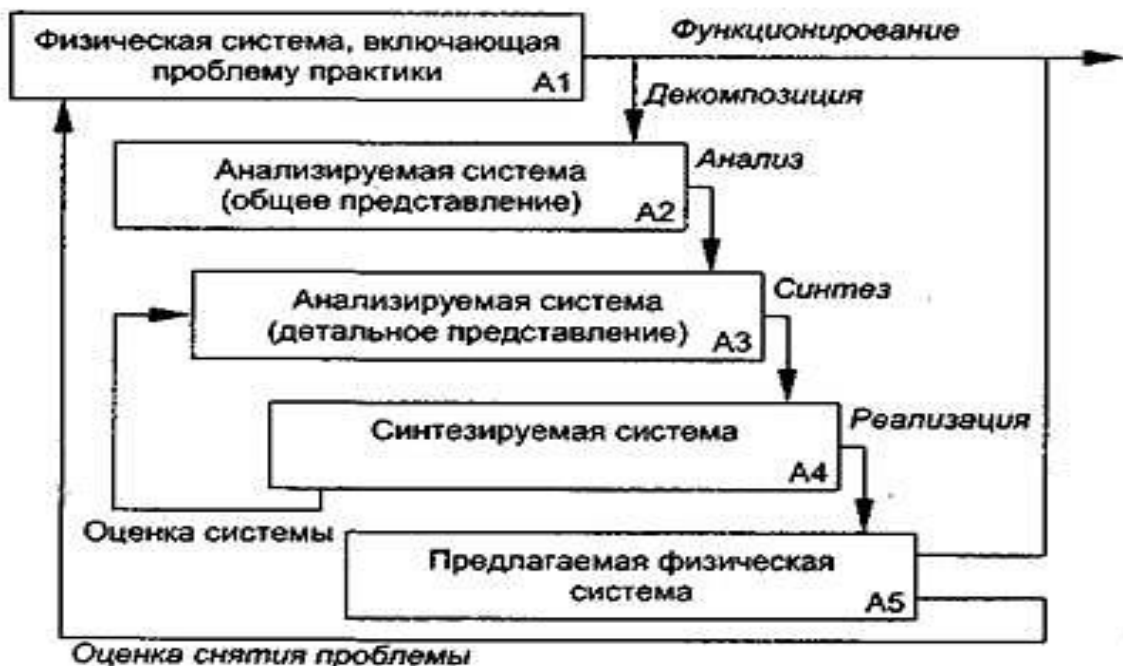 Функционирование
Физическая система, включающая
проблему практики
А1
Декомпозиция
Анализируемая система
(общее представление)
А2
Анализ
Анализируемая система
(детальное представление)
А3
Синтез
Синтезируемая система
А4
Реализация
Оценка системы
Предлагаемая физическая
система
А5
Оценка снятия проблемы